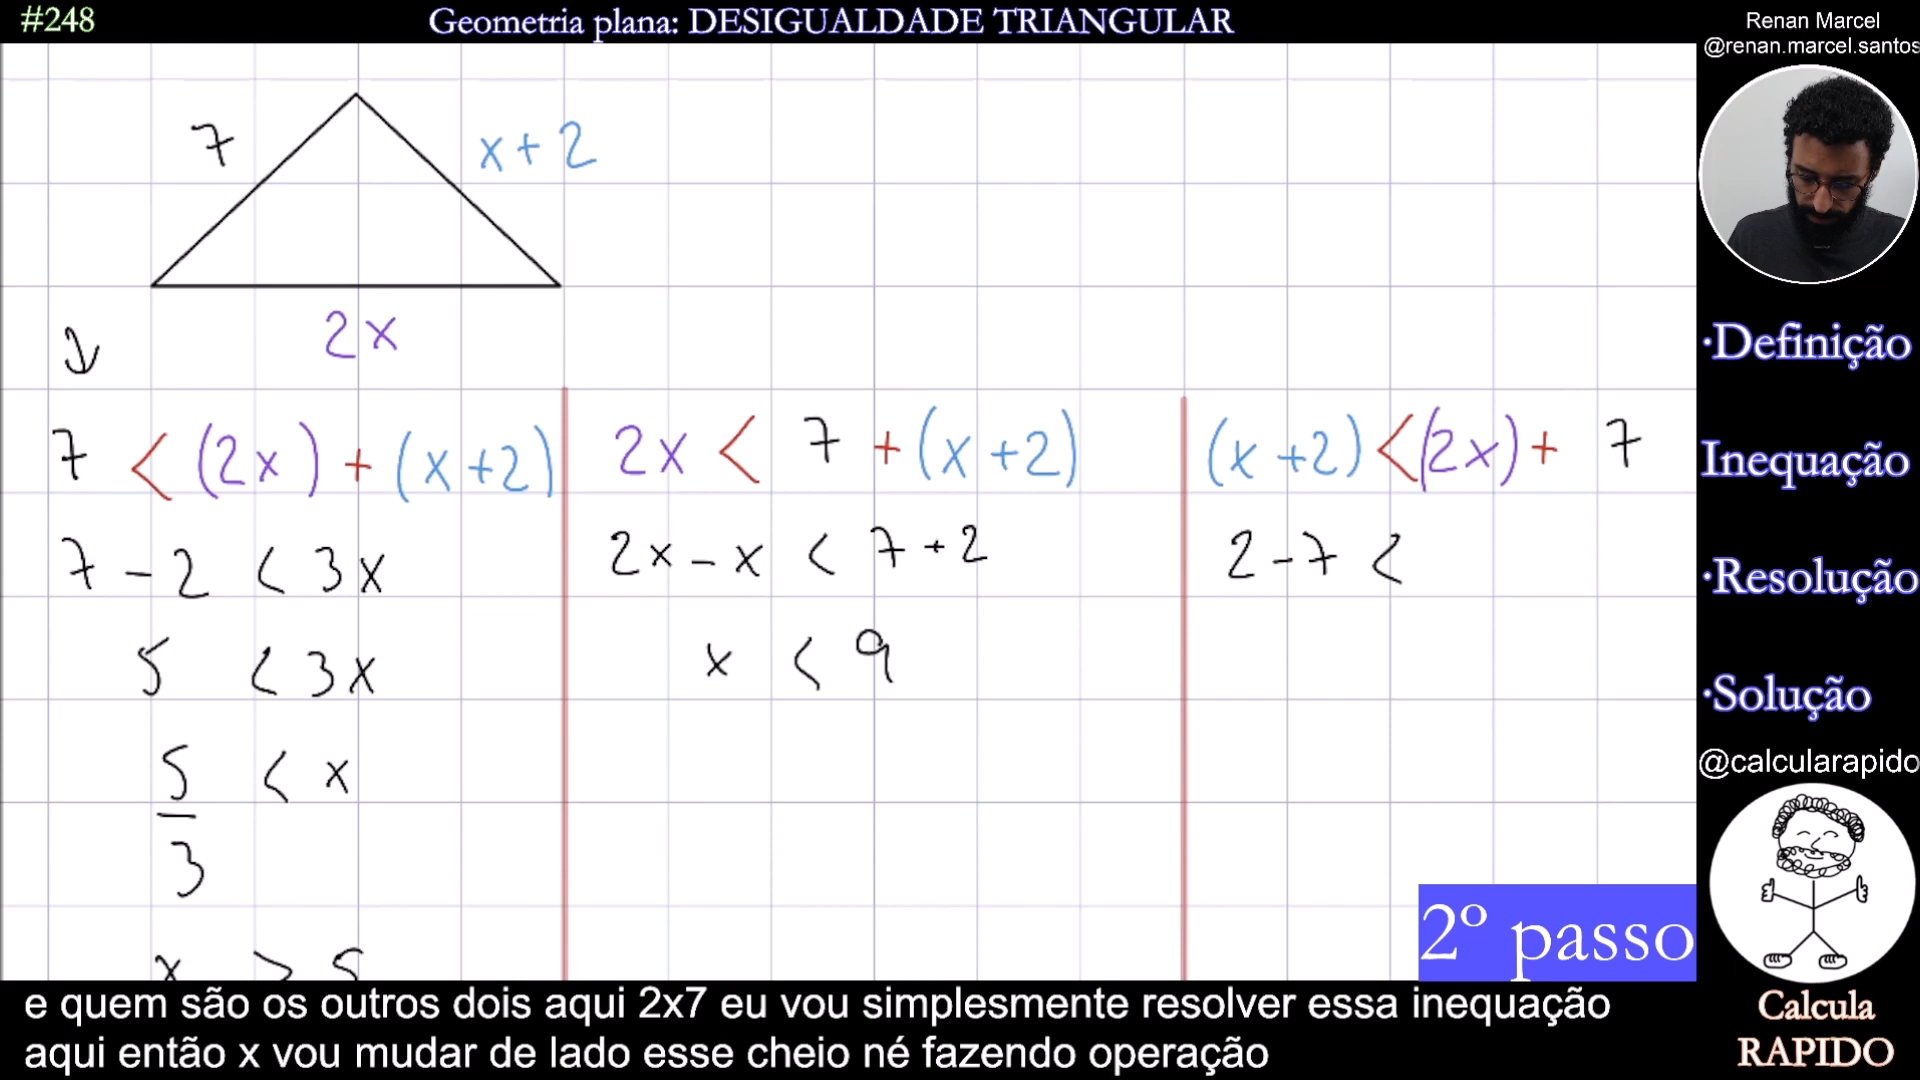 #248
Geometria plana: DESIGUALDADE TRIANGULAR
Renan Marcel
@renan.marcel.santos
7
x+2
2x
7 < (2x) + (x+2)
7 - 2 < 3x
5 < 3x
5/3 < x
x > 5
2x < 7 + (x+2)
2x - x < 7+2
x < 9
(x+2) < (2x) + 7
2-7 <
·Definição
Inequação
·Resolução
·Solução
@calcularapido
2º passo
Calcula
RAPIDO
e quem são os outros dois aqui 2x7 eu vou simplesmente resolver essa inequação
aqui então x vou mudar de lado esse cheio né fazendo operação